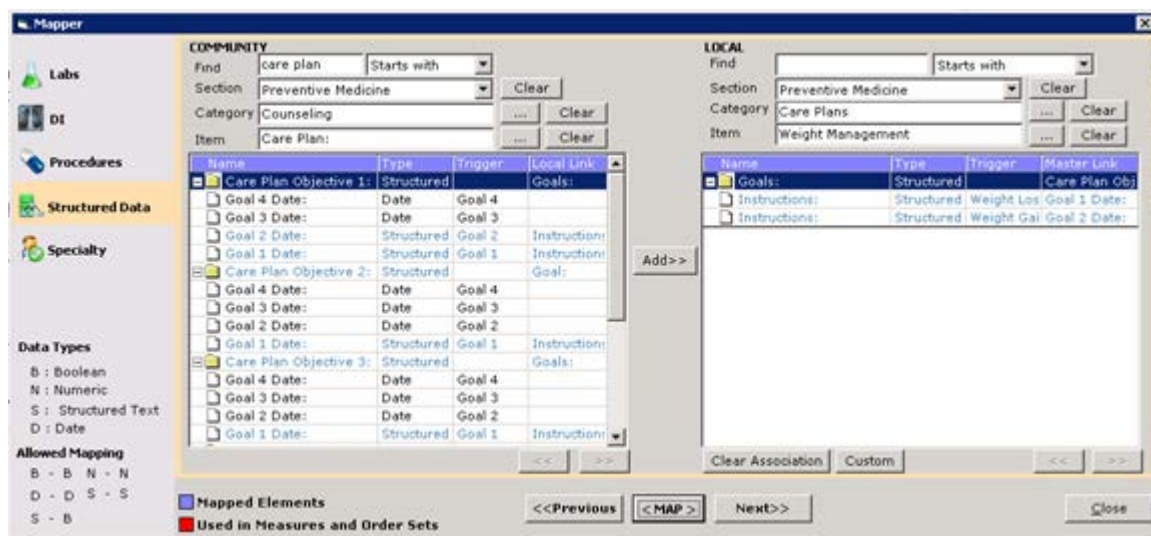 Mapper
Labs
DI
Procedures
Structured Data
Specialty
Data Types
B : Boolean
N : Numeric
S : Structured Text
D : Date
Allowed Mapping
B - B N - N
D - D S - S
S - B
COMMUNITY
Find care plan Starts with
Section Preventive Medicine Clear
Category Counseling ... Clear
Item Care Plan: ... Clear
Name Type Trigger Local Link
Care Plan Objective 1: Structured Goals:
Goal 4 Date: Date Goal 4
Goal 3 Date: Date Goal 3
Goal 2 Date: Structured Goal 2 Instructions
Goal 1 Date: Structured Goal 1 Instructions
Care Plan Objective 2: Structured Goal:
Goal 4 Date: Date Goal 4
Goal 3 Date: Date Goal 3
Goal 2 Date: Date Goal 2
Goal 1 Date: Structured Goal 1 Instructions
Care Plan Objective 3: Structured Goals:
Goal 4 Date: Date Goal 4
Goal 3 Date: Date Goal 3
Goal 2 Date: Date Goal 2
Goal 1 Date: Structured Goal 1 Instructions
<< >>
Add>>
LOCAL
Find Starts with
Section Preventive Medicine Clear
Category Care Plans ... Clear
Item Weight Management ... Clear
Name Type Trigger Master Link
Goals: Structured Care Plan Obj
Instructions: Structured Weight Los Goal 1 Date:
Instructions: Structured Weight Gai Goal 2 Date:
Clear Association Custom << >>
Mapped Elements
Used in Measures and Order Sets
<<Previous < MAP > Next>> Close